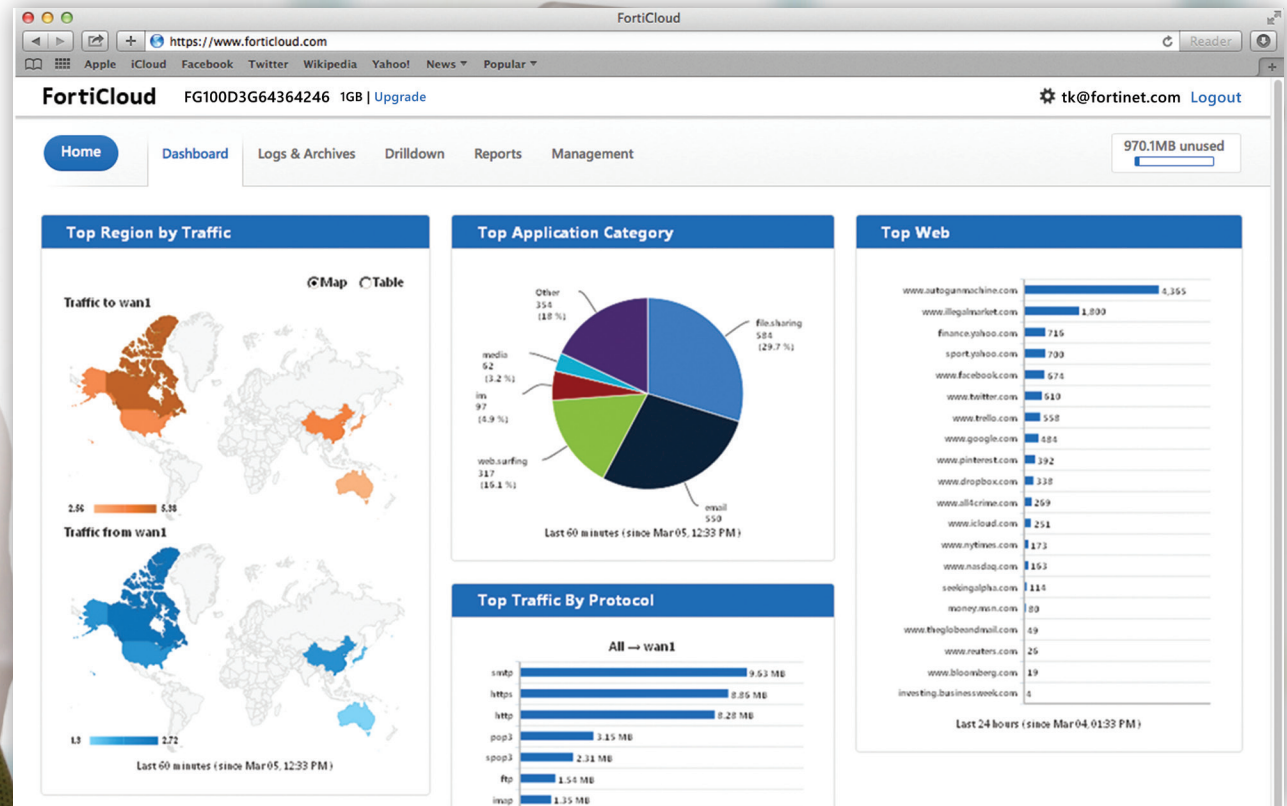 FortiCloud
https://www.forticloud.com
Reader
Apple iCloud Facebook Twitter Wikipedia Yahoo! News Popular
FortiCloud FG100D3G64364246 1GB | Upgrade
tk@fortinet.com Logout
Home Dashboard Logs & Archives Drilldown Reports Management
970.1MB unused
Top Region by Traffic
Map Table
Traffic to wan1
2.56 5.38
Traffic from wan1
1.3 2.72
Last 60 minutes (since Mar 05, 12:33 PM)
Top Application Category
Other
354
(18 %)
file.sharing
584
(29.7 %)
media
62
(3.2 %)
im
97
(4.9 %)
web.surfing
317
(16.1 %)
email
550
Last 60 minutes (since Mar 05, 12:33 PM)
Top Traffic By Protocol
All → wan1
smtp 9.63 MB
https 8.86 MB
http 8.28 MB
pop3 3.15 MB
spop3 2.31 MB
ftp 1.54 MB
imap 1.35 MB
Top Web
www.autogunmachine.com 4,365
www.illegalmarket.com 1,800
finance.yahoo.com 716
sport.yahoo.com 700
www.facebook.com 674
www.twitter.com 610
www.trello.com 558
www.google.com 484
www.pinterest.com 392
www.dropbox.com 338
www.all4crime.com 269
www.icloud.com 251
www.nytimes.com 173
www.nasdaq.com 163
seekingalpha.com 114
money.msn.com 80
www.theglobeandmail.com 49
www.reuters.com 26
www.bloomberg.com 19
investing.businessweek.com 4
Last 24 hours (since Mar 04, 01:33 PM)